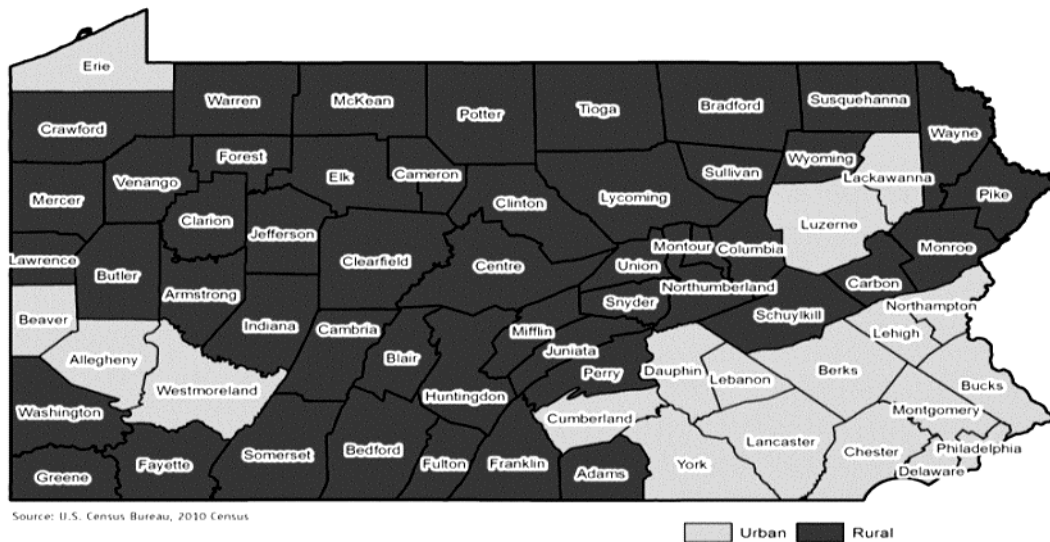 Erie
Warren
McKean
Potter
Tioga
Bradford
Susquehanna
Crawford
Wayne
Forest
Wyoming
Venango
Elk
Cameron
Sullivan
Lackawanna
Mercer
Clinton
Lycoming
Pike
Clarion
Luzerne
Jefferson
Montour
Columbia
Monroe
Lawrence
Clearfield
Centre
Union
Butler
Armstrong
Northumberland
Carbon
Snyder
Northampton
Beaver
Indiana
Cambria
Mifflin
Schuylkill
Lehigh
Allegheny
Blair
Juniata
Westmoreland
Perry
Dauphin
Lebanon
Berks
Bucks
Huntingdon
Washington
Cumberland
Montgomery
Somerset
Bedford
Lancaster
Philadelphia
Greene
Fayette
Fulton
Franklin
Adams
York
Chester
Delaware
Source: U.S. Census Bureau, 2010 Census
Urban
Rural